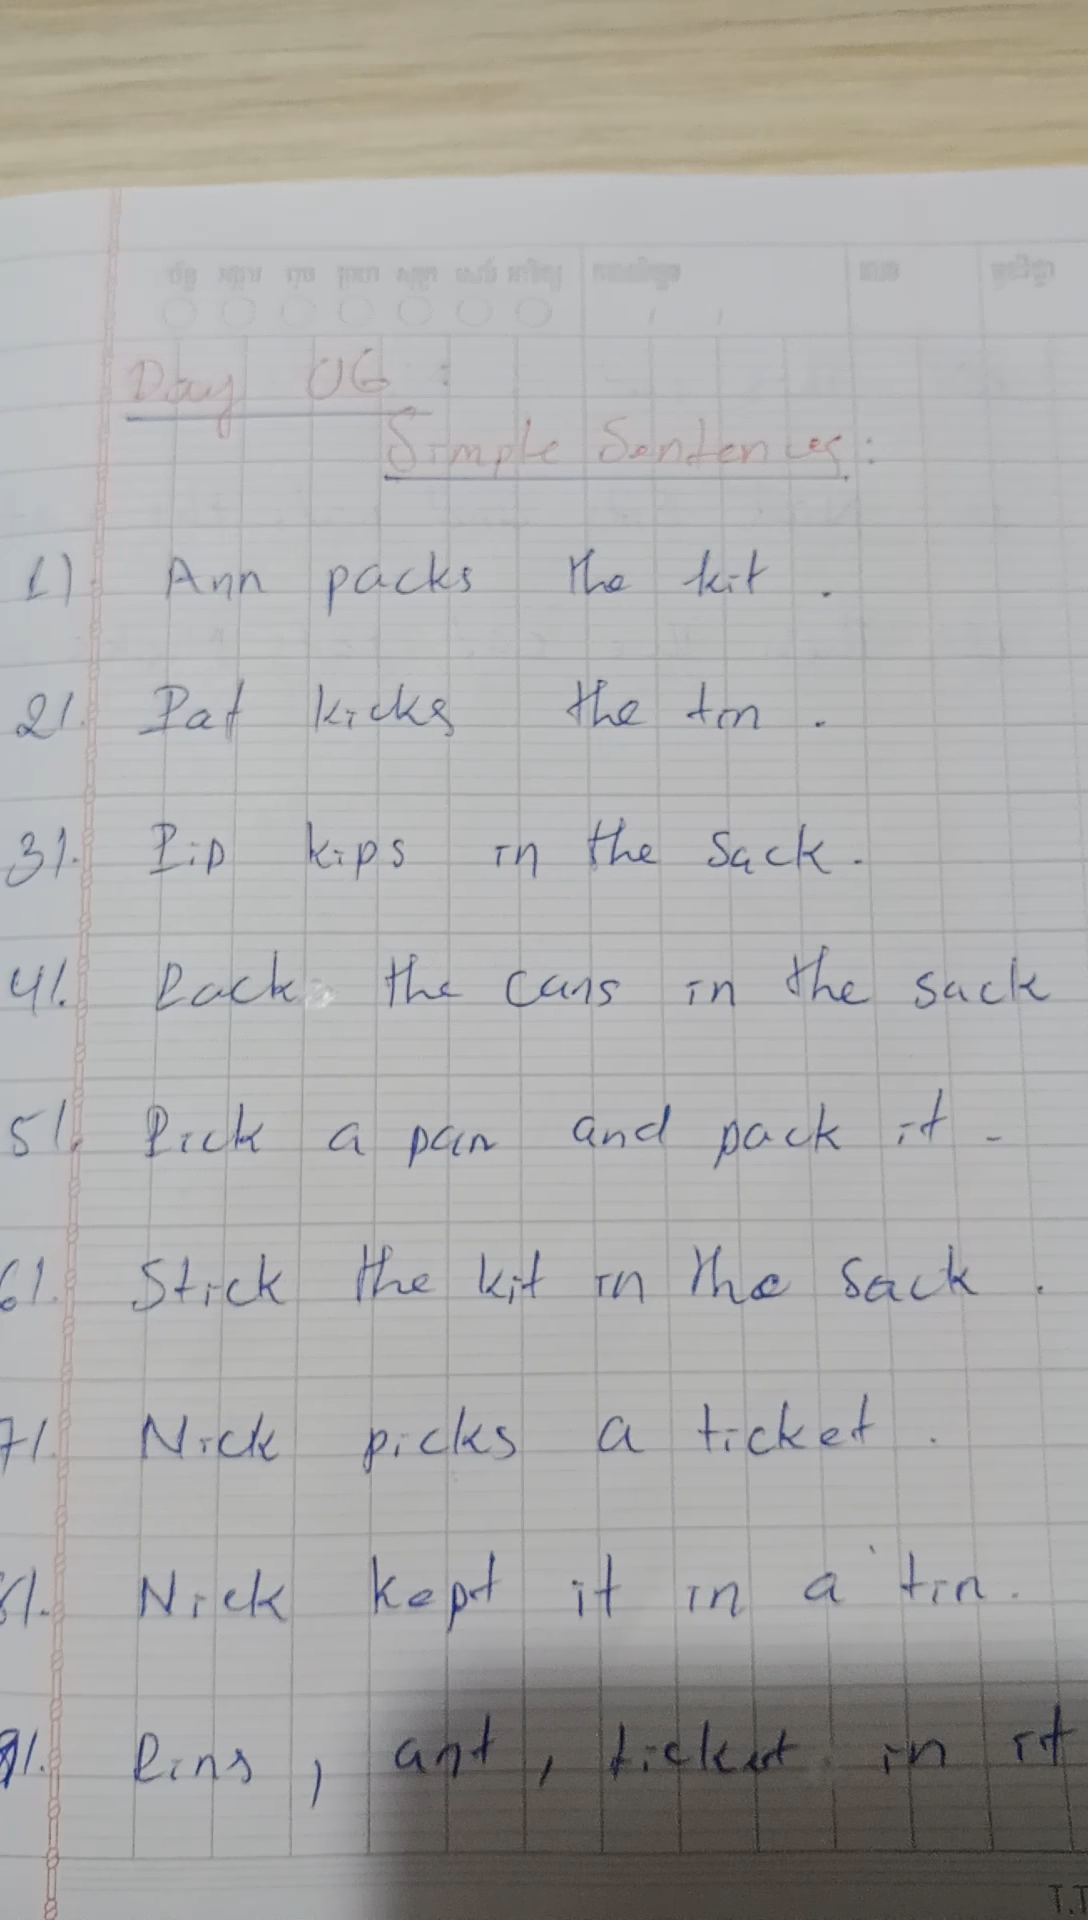 Day 06 :
Simple Sentences :
1) Ann packs the kit .
2/. Pat kicks the tin .
3/. Pip kips in the sack .
4/. Pack the cans in the sack
5/. Pick a pan and pack it .
6/. Stick the kit in the sack .
7/. Nick picks a ticket .
8/. Nick kept it in a tin .
9/. Pins , ant , ticket in it